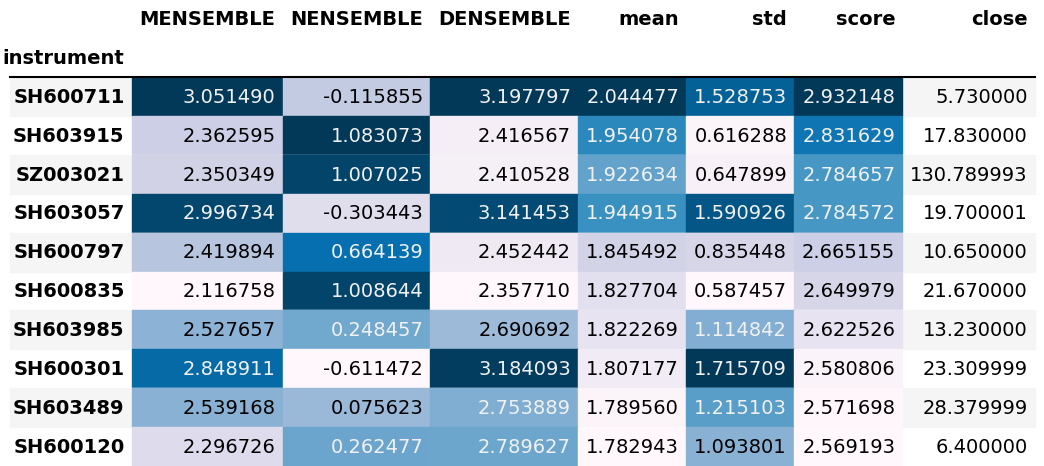 MENSEMBLE NENSEMBLE DENSEMBLE mean std score close
instrument
SH600711 3.051490 -0.115855 3.197797 2.044477 1.528753 2.932148 5.730000
SH603915 2.362595 1.083073 2.416567 1.954078 0.616288 2.831629 17.830000
SZ003021 2.350349 1.007025 2.410528 1.922634 0.647899 2.784657 130.789993
SH603057 2.996734 -0.303443 3.141453 1.944915 1.590926 2.784572 19.700001
SH600797 2.419894 0.664139 2.452442 1.845492 0.835448 2.665155 10.650000
SH600835 2.116758 1.008644 2.357710 1.827704 0.587457 2.649979 21.670000
SH603985 2.527657 0.248457 2.690692 1.822269 1.114842 2.622526 13.230000
SH600301 2.848911 -0.611472 3.184093 1.807177 1.715709 2.580806 23.309999
SH603489 2.539168 0.075623 2.753889 1.789560 1.215103 2.571698 28.379999
SH600120 2.296726 0.262477 2.789627 1.782943 1.093801 2.569193 6.400000